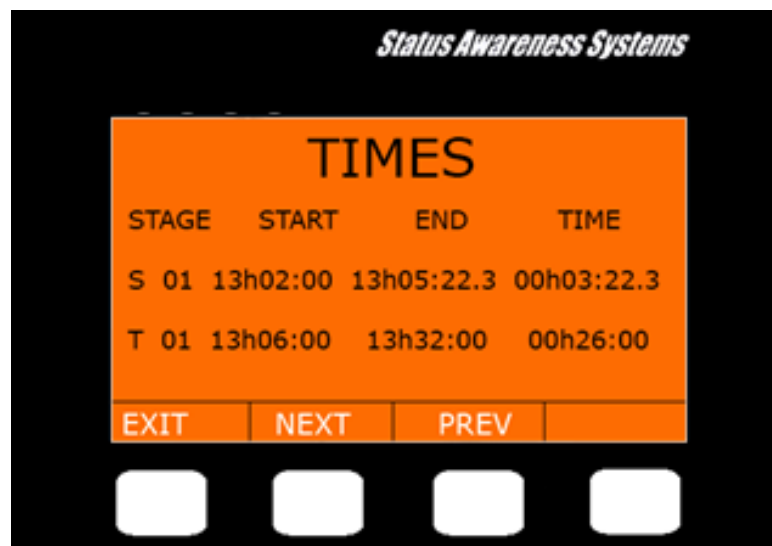 Status Awareness Systems
TIMES
STAGE START END TIME
S 01 13h02:00 13h05:22.3 00h03:22.3
T 01 13h06:00 13h32:00 00h26:00
EXIT NEXT PREV